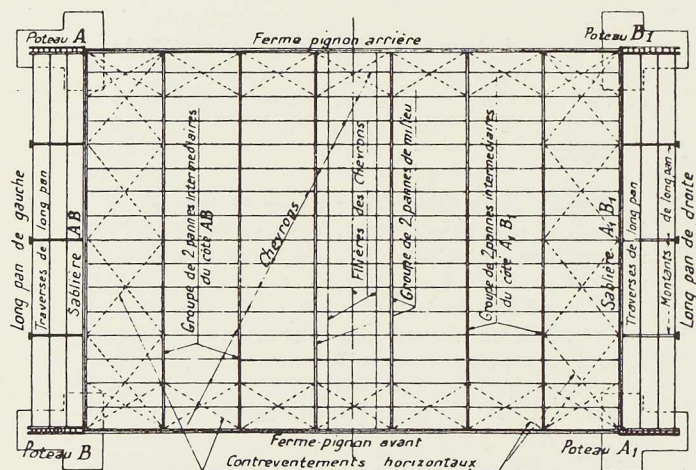 Poteau A
Ferme pignon arrière
Poteau B1
Long pan de gauche
Traverses de long pan
Sablière AB
Groupe de 2 pannes intermediaires
du côté AB
Chevrons
Filières des Chevrons
Groupe de 2 pannes de milieu
Groupe de 2 pannes intermediaires
du côté A1 B1
Sablière A1 B1
Traverses de long pan
Montants de long pan
Long pan de droite
Poteau B
Ferme-pignon avant
Poteau A1
Contreventements horizontaux